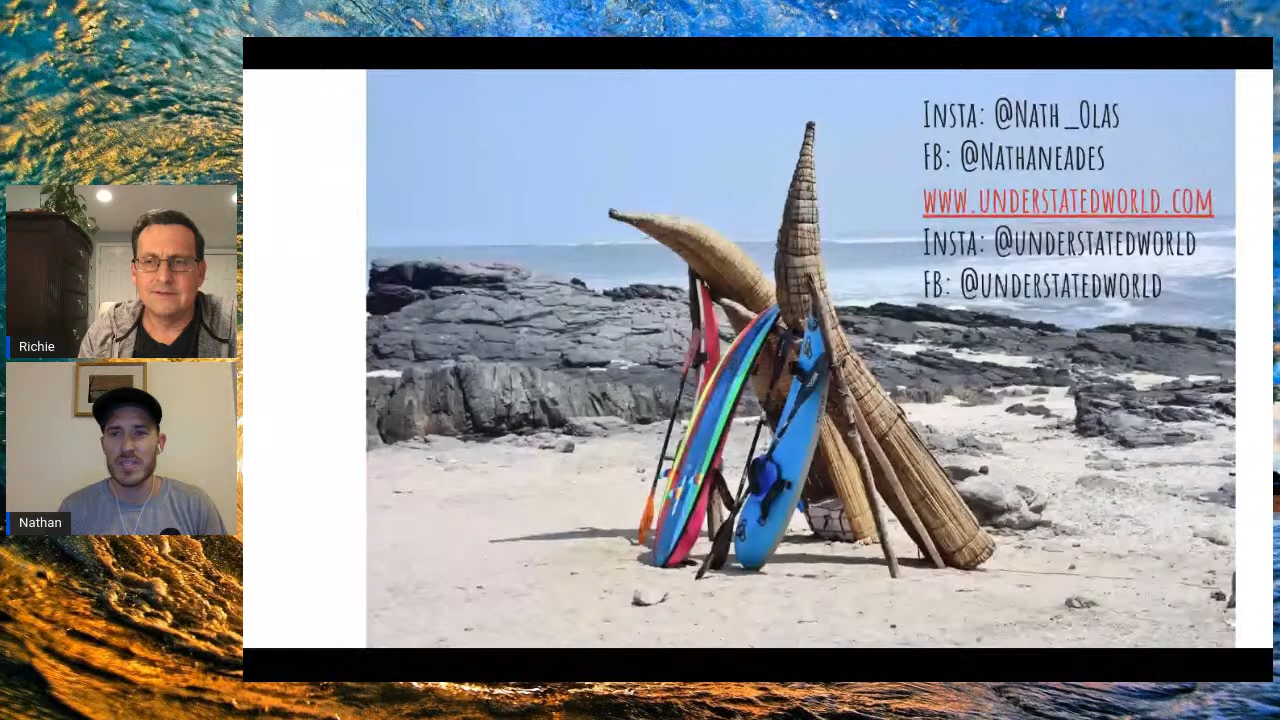 Insta: @Nath_Olas
FB: @Nathaneades
www.understatedworld.com
Insta: @understatedworld
FB: @understatedworld
Richie
Nathan